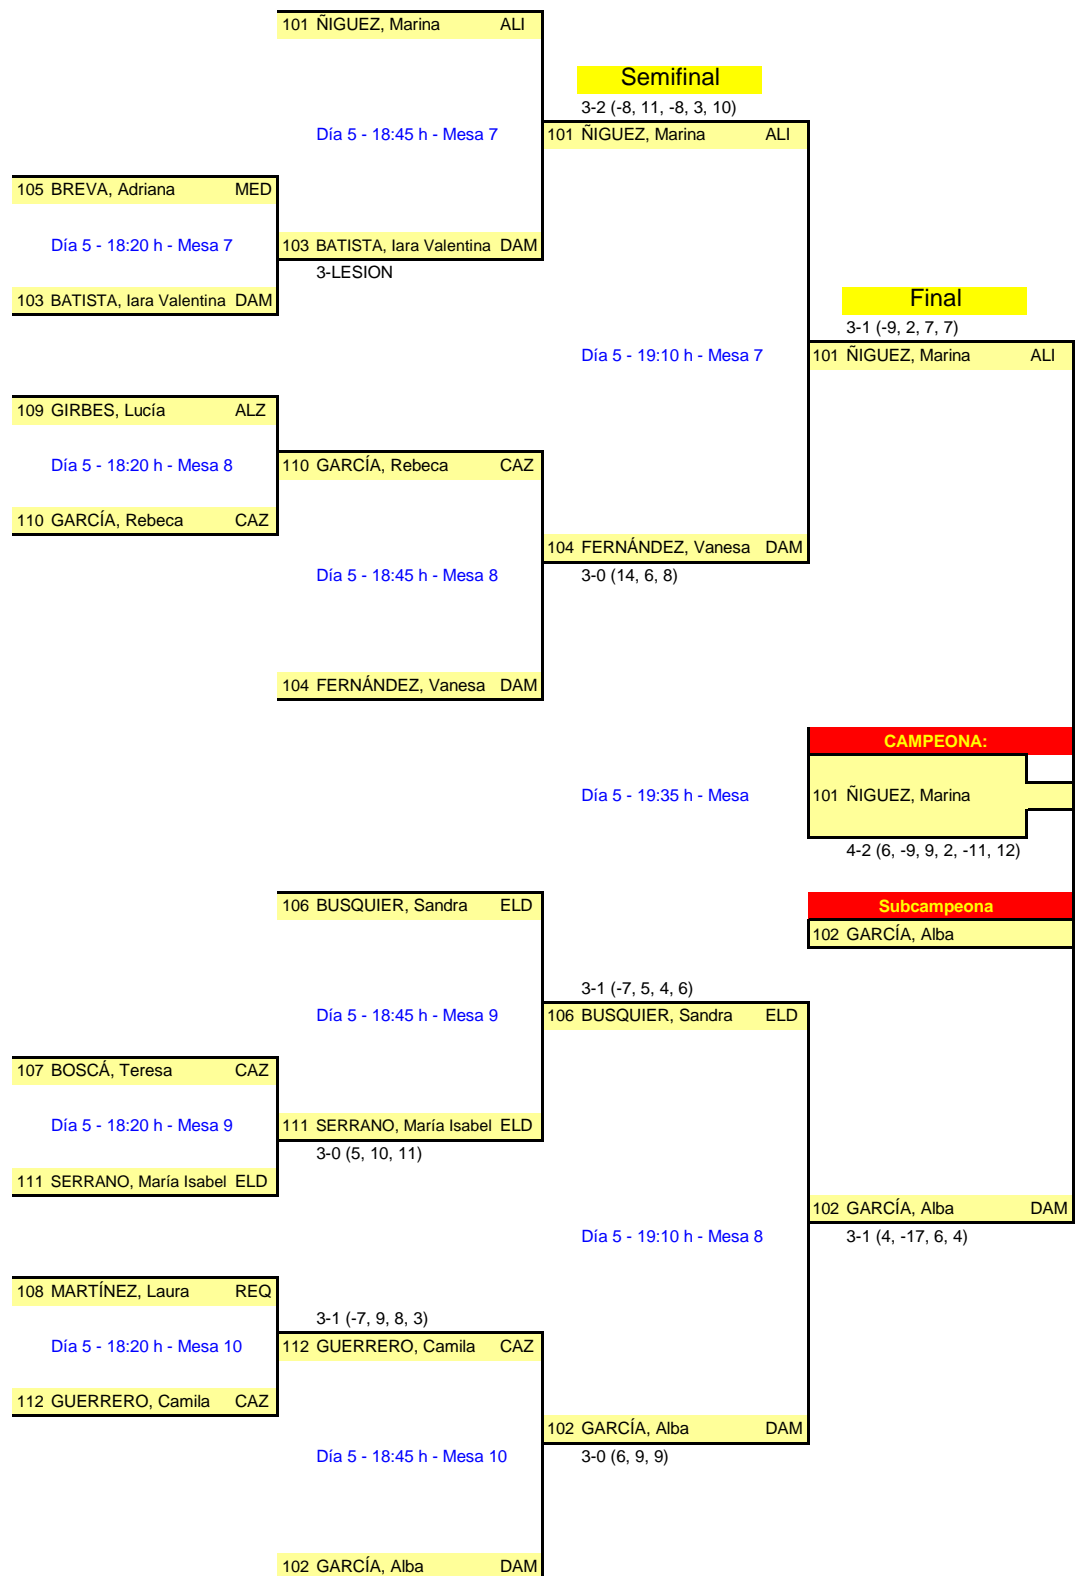 101 ÑIGUEZ, Marina ALI
Semifinal
3-2 (-8, 11, -8, 3, 10)
Día 5 - 18:45 h - Mesa 7
101 ÑIGUEZ, Marina ALI
105 BREVA, Adriana MED
Día 5 - 18:20 h - Mesa 7
103 BATISTA, Iara Valentina DAM
3-LESION
103 BATISTA, Iara Valentina DAM
Final
3-1 (-9, 2, 7, 7)
Día 5 - 19:10 h - Mesa 7
101 ÑIGUEZ, Marina ALI
109 GIRBES, Lucía ALZ
Día 5 - 18:20 h - Mesa 8
110 GARCÍA, Rebeca CAZ
110 GARCÍA, Rebeca CAZ
104 FERNÁNDEZ, Vanesa DAM
Día 5 - 18:45 h - Mesa 8
3-0 (14, 6, 8)
104 FERNÁNDEZ, Vanesa DAM
CAMPEONA:
Día 5 - 19:35 h - Mesa
101 ÑIGUEZ, Marina
4-2 (6, -9, 9, 2, -11, 12)
106 BUSQUIER, Sandra ELD
Subcampeona
102 GARCÍA, Alba
3-1 (-7, 5, 4, 6)
Día 5 - 18:45 h - Mesa 9
106 BUSQUIER, Sandra ELD
107 BOSCÁ, Teresa CAZ
Día 5 - 18:20 h - Mesa 9
111 SERRANO, María Isabel ELD
3-0 (5, 10, 11)
111 SERRANO, María Isabel ELD
102 GARCÍA, Alba DAM
Día 5 - 19:10 h - Mesa 8
3-1 (4, -17, 6, 4)
108 MARTÍNEZ, Laura REQ
3-1 (-7, 9, 8, 3)
Día 5 - 18:20 h - Mesa 10
112 GUERRERO, Camila CAZ
112 GUERRERO, Camila CAZ
102 GARCÍA, Alba DAM
Día 5 - 18:45 h - Mesa 10
3-0 (6, 9, 9)
102 GARCÍA, Alba DAM